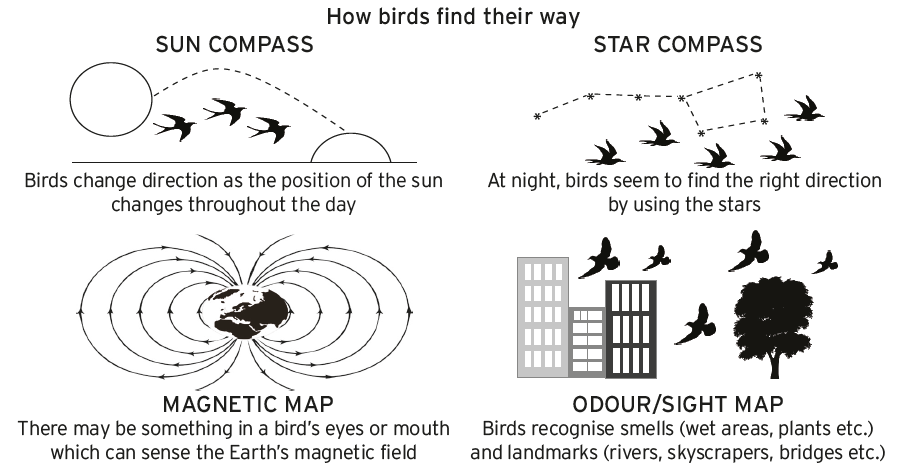 How birds find their way
SUN COMPASS
Birds change direction as the position of the sun
changes throughout the day
STAR COMPASS
At night, birds seem to find the right direction
by using the stars
MAGNETIC MAP
There may be something in a bird's eyes or mouth
which can sense the Earth's magnetic field
ODOUR/SIGHT MAP
Birds recognise smells (wet areas, plants etc.)
and landmarks (rivers, skyscrapers, bridges etc.)